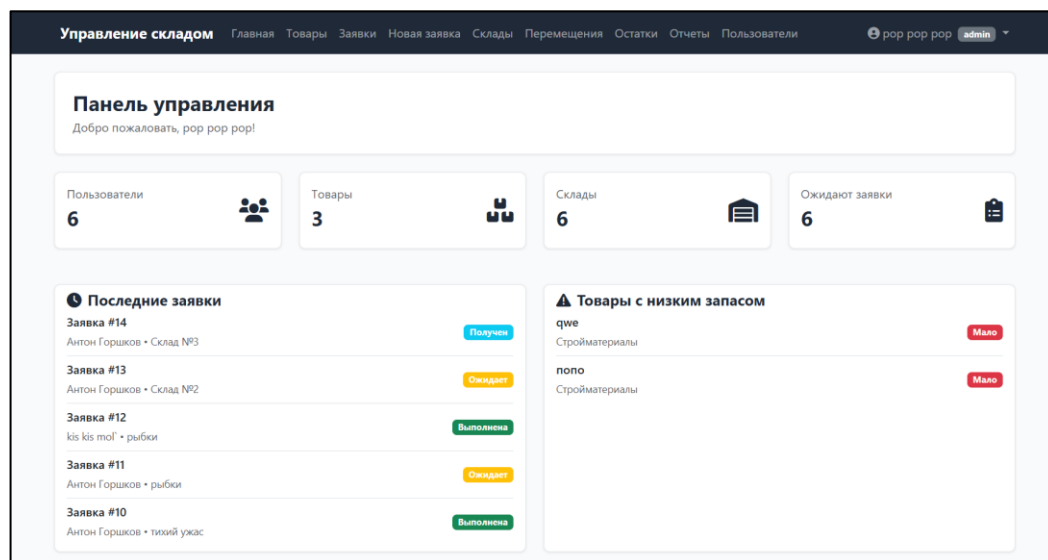 Управление складом Главная Товары Заявки Новая заявка Склады Перемещения Остатки Отчеты Пользователи pop pop pop admin
Панель управления
Добро пожаловать, pop pop pop!
Пользователи
6
Товары
3
Склады
6
Ожидают заявки
6
Последние заявки
Заявка #14
Антон Горшков • Склад №3
Получен
Заявка #13
Антон Горшков • Склад №2
Ожидает
Заявка #12
kis kis mol` • рыбки
Выполнена
Заявка #11
Антон Горшков • рыбки
Ожидает
Заявка #10
Антон Горшков • тихий ужас
Выполнена
Товары с низким запасом
qwe
Стройматериалы
Мало
попо
Стройматериалы
Мало